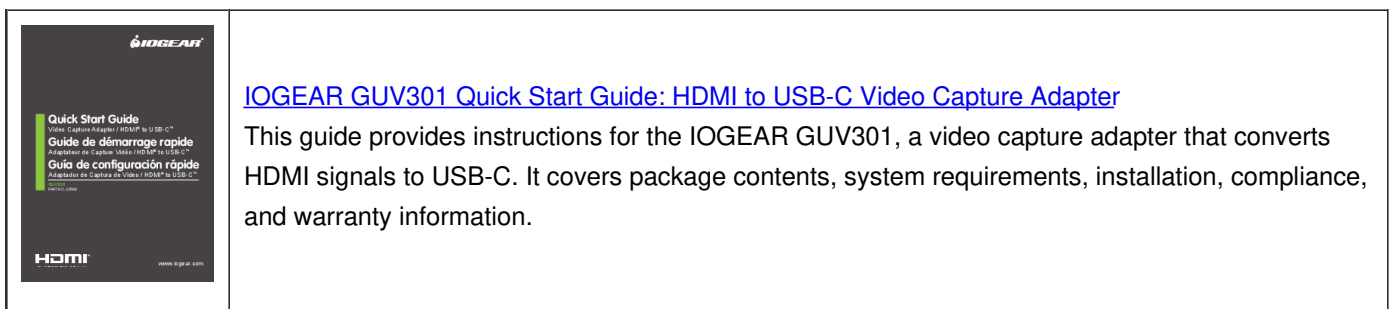 IOGEAR
Quick Start Guide
Video Capture Adapter / HDMI® to USB-C™
Guide de démarrage rapide
Adaptateur de Capture Vidéo / HDMI® to USB-C™
Guía de configuración rápide
Adaptador de Captura de Vídeo / HDMI® to USB-C™
GUV301
HDMI
www.iogear.com
IOGEAR GUV301 Quick Start Guide: HDMI to USB-C Video Capture Adapter
This guide provides instructions for the IOGEAR GUV301, a video capture adapter that converts
HDMI signals to USB-C. It covers package contents, system requirements, installation, compliance,
and warranty information.